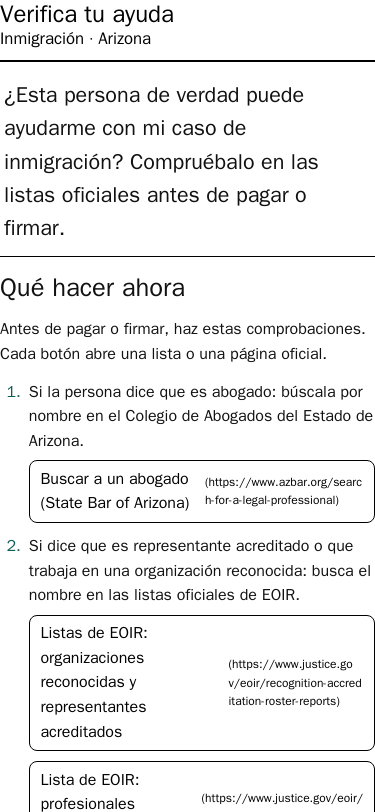 Verifica tu ayuda
Inmigración · Arizona
¿Esta persona de verdad puede
ayudarme con mi caso de
inmigración? Compruébalo en las
listas oficiales antes de pagar o
firmar.
Qué hacer ahora
Antes de pagar o firmar, haz estas comprobaciones.
Cada botón abre una lista o una página oficial.
1. Si la persona dice que es abogado: búscala por
nombre en el Colegio de Abogados del Estado de
Arizona.
Buscar a un abogado
(State Bar of Arizona)
(https://www.azbar.org/searc
h-for-a-legal-professional)
2. Si dice que es representante acreditado o que
trabaja en una organización reconocida: busca el
nombre en las listas oficiales de EOIR.
Listas de EOIR:
organizaciones
reconocidas y
representantes
acreditados
(https://www.justice.go
v/eoir/recognition-accred
itation-roster-reports)
Lista de EOIR:
profesionales
(https://www.justice.gov/eoir/